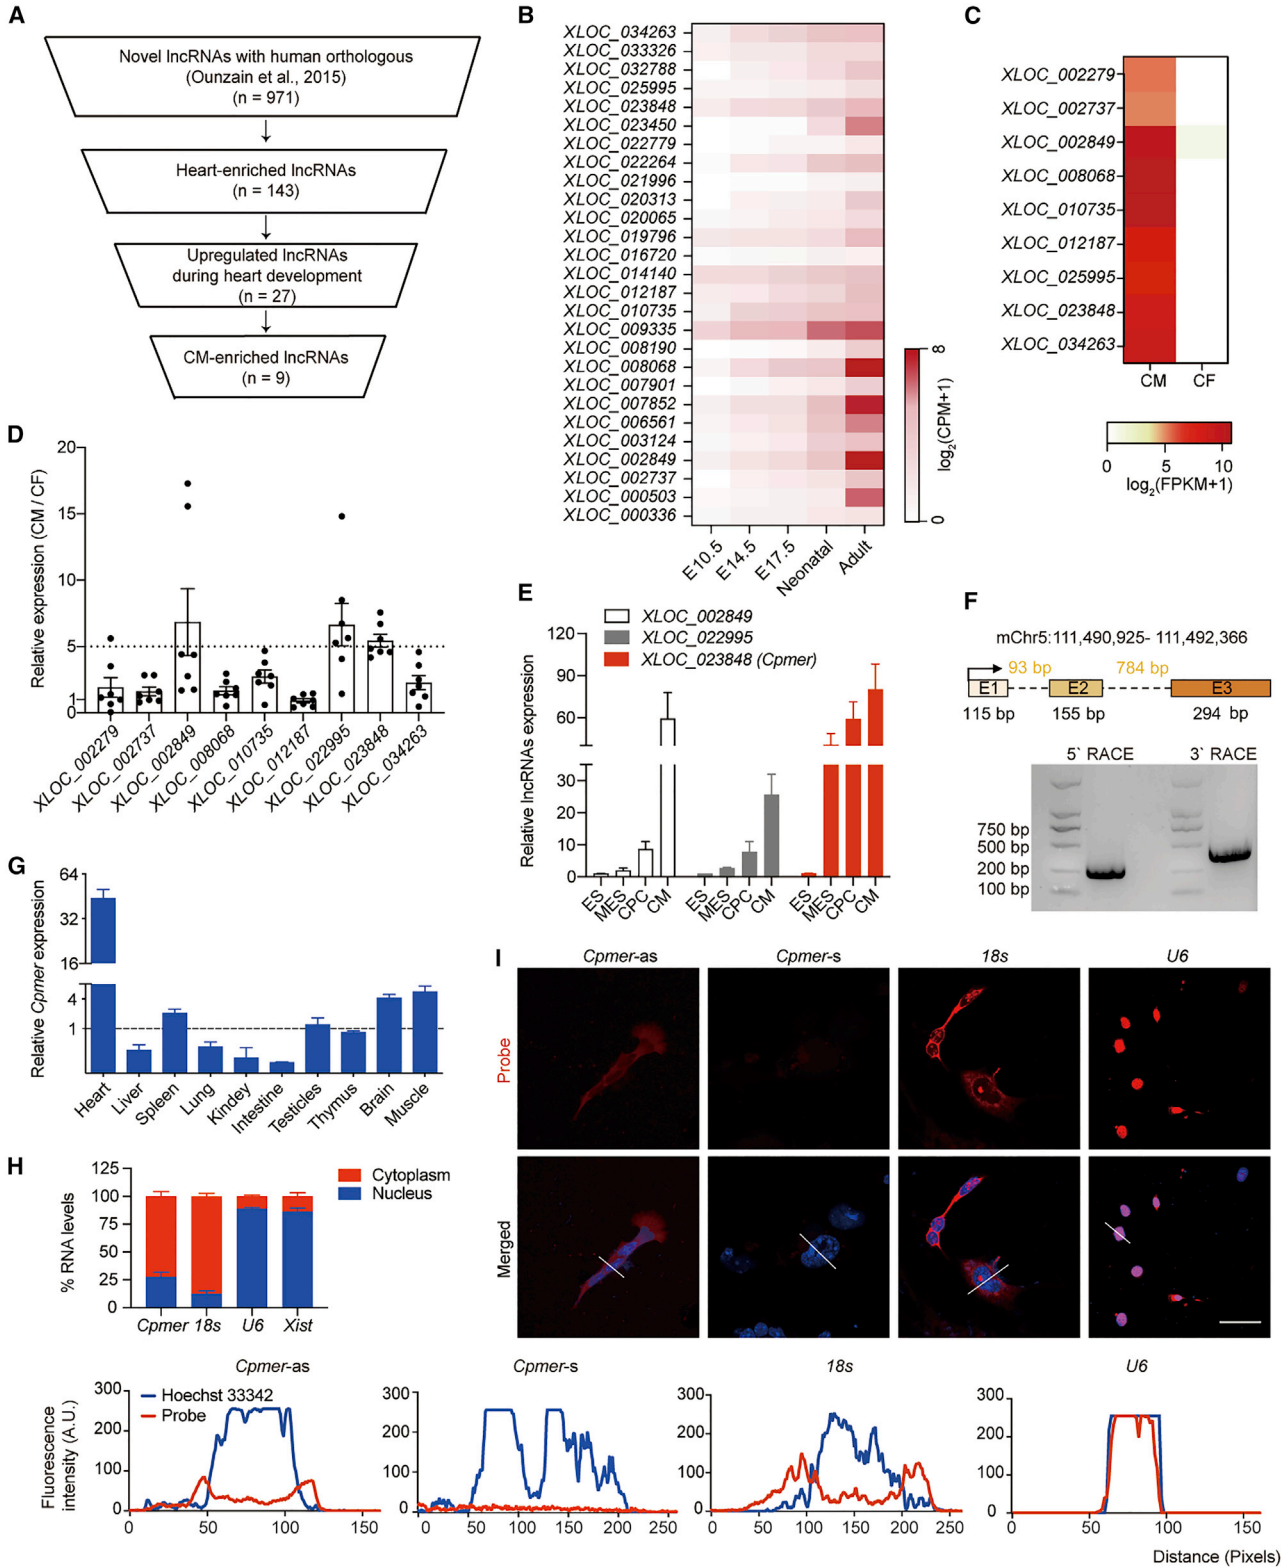 A
Novel lncRNAs with human orthologous
(Ounzain et al., 2015)
(n = 971)
Heart-enriched lncRNAs
(n = 143)
Upregulated lncRNAs
during heart development
(n = 27)
CM-enriched lncRNAs
(n = 9)
B
XLOC_034263
XLOC_033326
XLOC_032788
XLOC_025995
XLOC_023848
XLOC_023450
XLOC_022779
XLOC_022264
XLOC_021996
XLOC_020313
XLOC_020065
XLOC_019796
XLOC_016720
XLOC_014140
XLOC_012187
XLOC_010735
XLOC_009335
XLOC_008190
XLOC_008068
XLOC_007901
XLOC_007852
XLOC_006561
XLOC_003124
XLOC_002849
XLOC_002737
XLOC_000503
XLOC_000336
E10.5
E14.5
E17.5
Neonatal
Adult
8
0
log2(CPM+1)
C
XLOC_002279
XLOC_002737
XLOC_002849
XLOC_008068
XLOC_010735
XLOC_012187
XLOC_025995
XLOC_023848
XLOC_034263
CM CF
0 5 10
log2(FPKM+1)
D
Relative expression (CM / CF)
20
15
10
5
1
0
XLOC_002279
XLOC_002737
XLOC_002849
XLOC_008068
XLOC_010735
XLOC_012187
XLOC_022995
XLOC_023848
XLOC_034263
E
XLOC_002849
XLOC_022995
XLOC_023848 (Cpmer)
Relative lncRNAs expression
120
90
60
30
20
10
0
ES MES CPC CM
ES MES CPC CM
ES MES CPC CM
F
mChr5:111,490,925- 111,492,366
93 bp 784 bp
E1 E2 E3
115 bp 155 bp 294 bp
5` RACE 3` RACE
750 bp
500 bp
200 bp
100 bp
G
Relative Cpmer expression
64
32
16
4
1
Heart
Liver
Spleen
Lung
Kindey
Intestine
Testicles
Thymus
Brain
Muscle
H
% RNA levels
125
100
75
50
25
0
Cytoplasm
Nucleus
Cpmer 18s U6 Xist
I
Cpmer-as Cpmer-s 18s U6
Probe
Merged
Cpmer-as
Fluorescence
intensity (A.U.)
300
200
100
0
Hoechst 33342
Probe
0 50 100 150
Cpmer-s
300
200
100
0
0 50 100 150 200 250
18s
300
200
100
0
0 50 100 150 200 250
U6
300
200
100
0
0 50 100 150
Distance (Pixels)